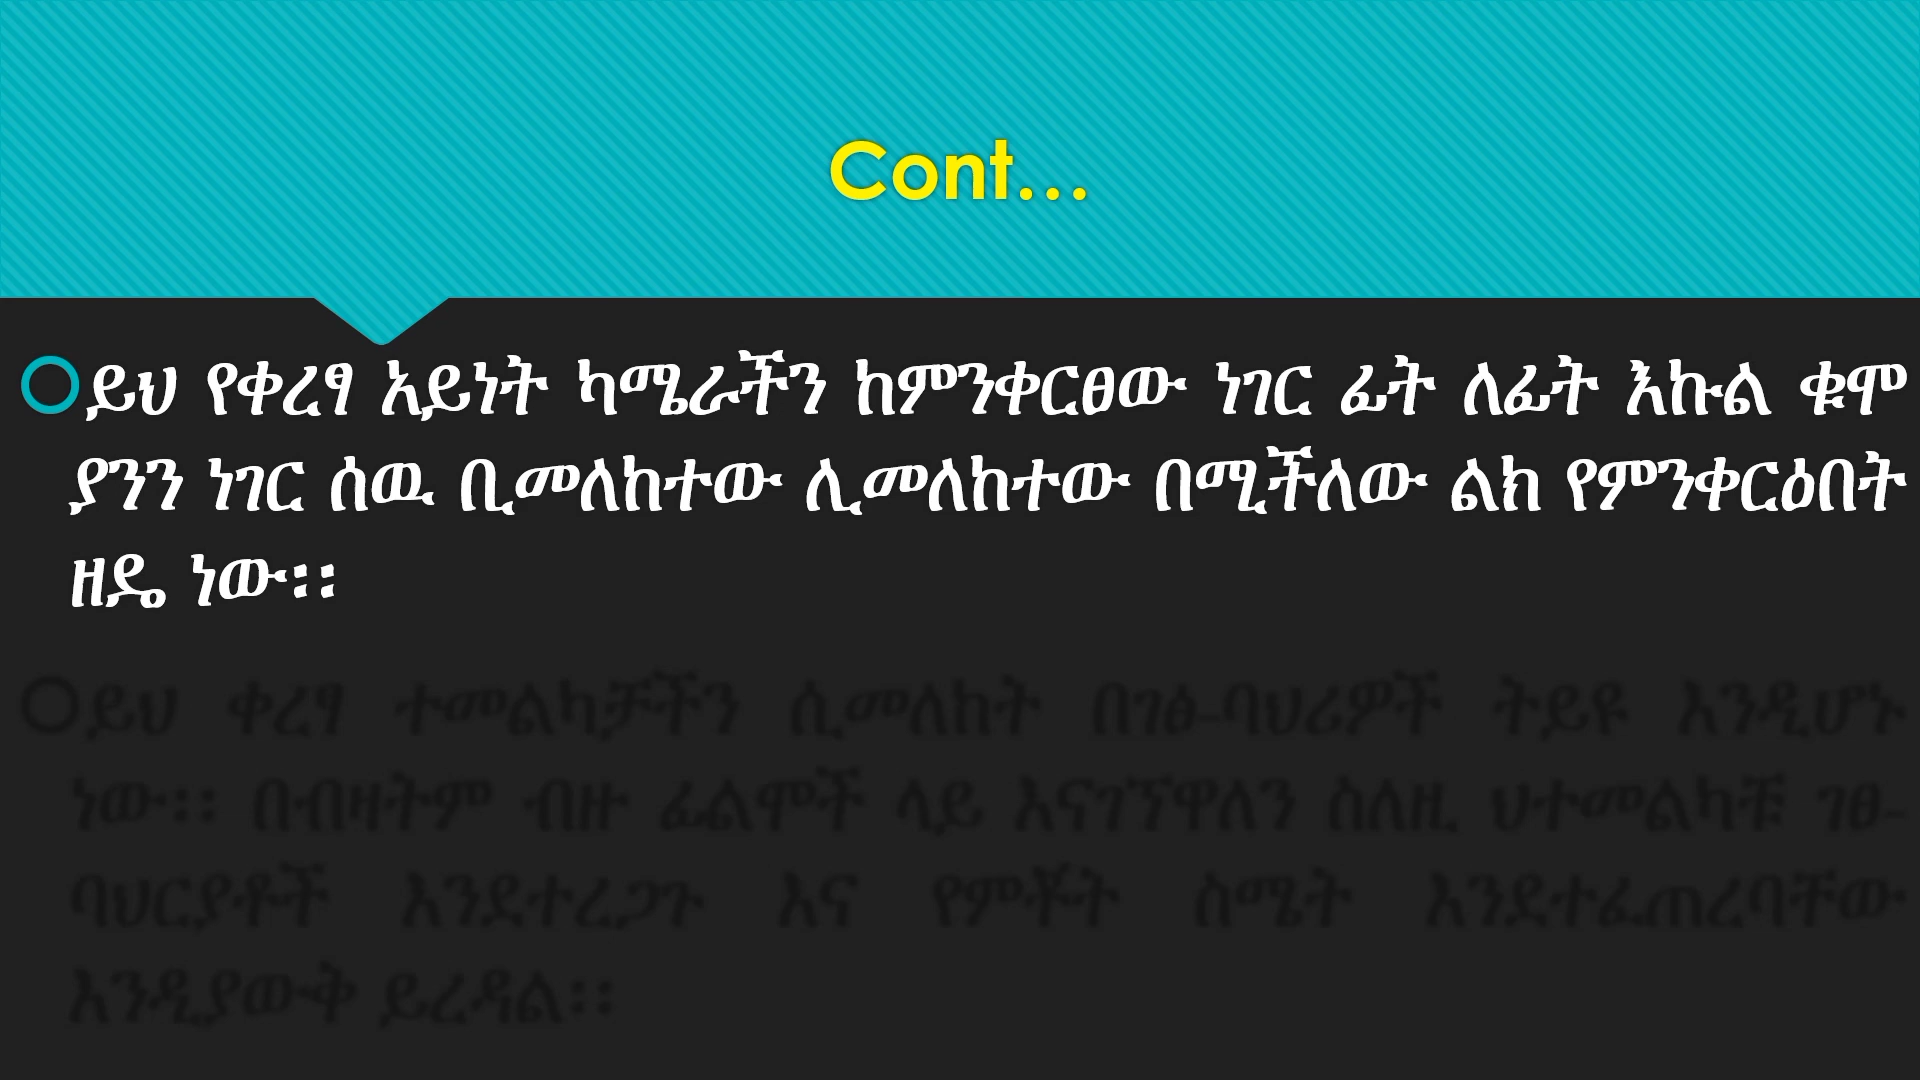 Cont…
ይህ የቀረፃ አይነት ካሜራችን ከምንቀርፀው ነገር ፊት ለፊት እኩል ቁሞ
ያንን ነገር ሰዉ ቢመለከተው ሊመለከተው በሚችለው ልክ የምንቀርዕበት
ዘዴ ነው፡፡
ይህ ቀረፃ ተመልካቻችን ሲመለከት በገፅ-ባህሪዎች ትይዩ እንዲሆኑ
ነው፡፡ በብዛትም ብዙ ፊልሞች ላይ እናገኘዋለን ስለዚ ህተመልካቹ ገፀ-
ባህርያቶች እንደተረጋጉ እና የምቾት ስሜት እንደተፈጠረባቸው
እንዲያውቅ ይረዳል፡፡